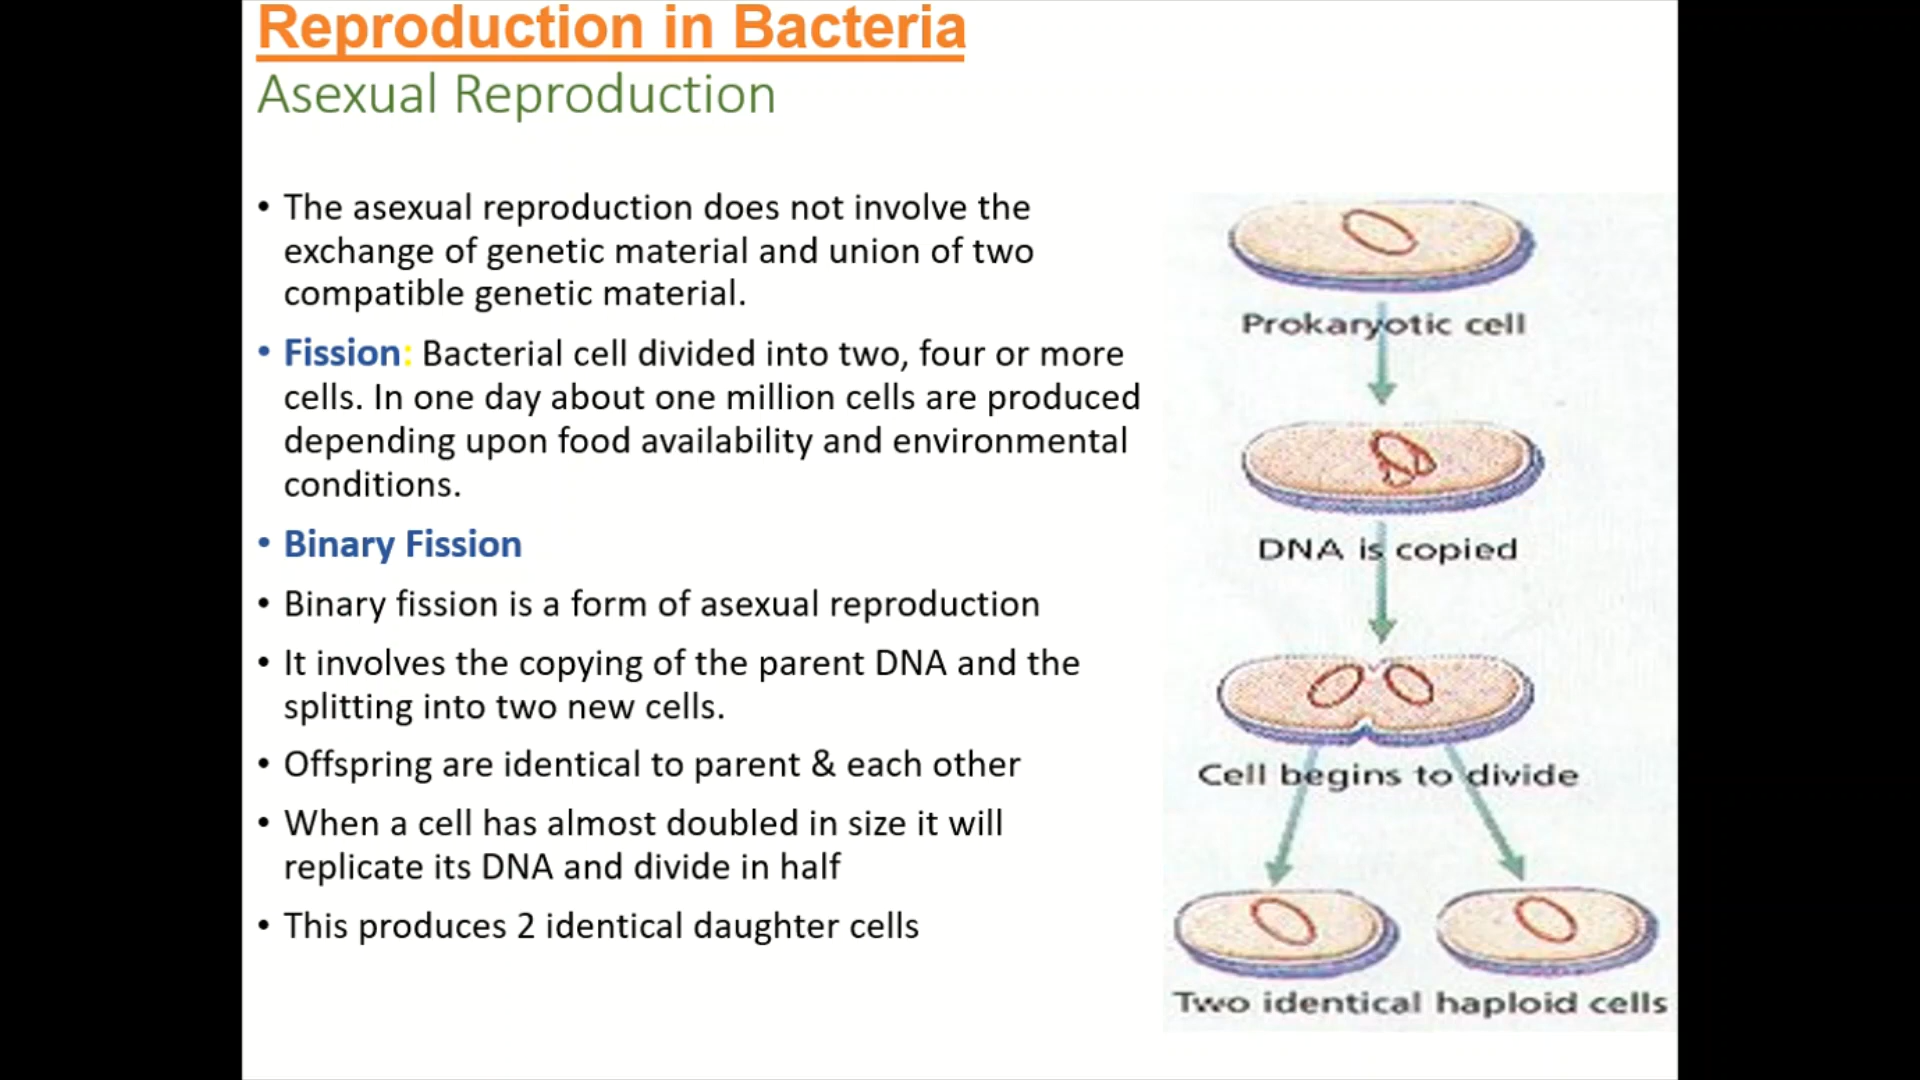 Reproduction in Bacteria
Asexual Reproduction
• The asexual reproduction does not involve the
exchange of genetic material and union of two
compatible genetic material.
• Fission: Bacterial cell divided into two, four or more
cells. In one day about one million cells are produced
depending upon food availability and environmental
conditions.
• Binary Fission
• Binary fission is a form of asexual reproduction
• It involves the copying of the parent DNA and the
splitting into two new cells.
• Offspring are identical to parent & each other
• When a cell has almost doubled in size it will
replicate its DNA and divide in half
• This produces 2 identical daughter cells
Prokaryotic cell
DNA is copied
Cell begins to divide
Two identical haploid cells